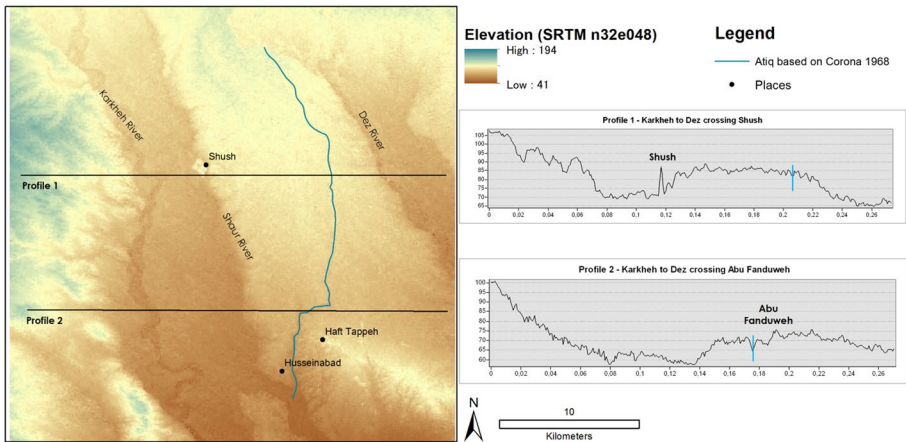 Karkheh River
Dez River
Shush
Profile 1
Shaur River
Profile 2
Haft Tappeh
Husseinabad
Elevation (SRTM n32e048)
High : 194
Low : 41
Legend
Atiq based on Corona 1968
Places
Profile 1 - Karkheh to Dez crossing Shush
Shush
105
100
95
90
85
80
75
70
65
0 0,02 0,04 0,06 0,08 0,1 0,12 0,14 0,16 0,18 0,2 0,22 0,24 0,26
Profile 2 - Karkheh to Dez crossing Abu Fanduweh
Abu
Fanduweh
100
95
90
85
80
75
70
65
60
0 0,02 0,04 0,06 0,08 0,1 0,12 0,14 0,16 0,18 0,2 0,22 0,24 0,26
N
10
Kilometers